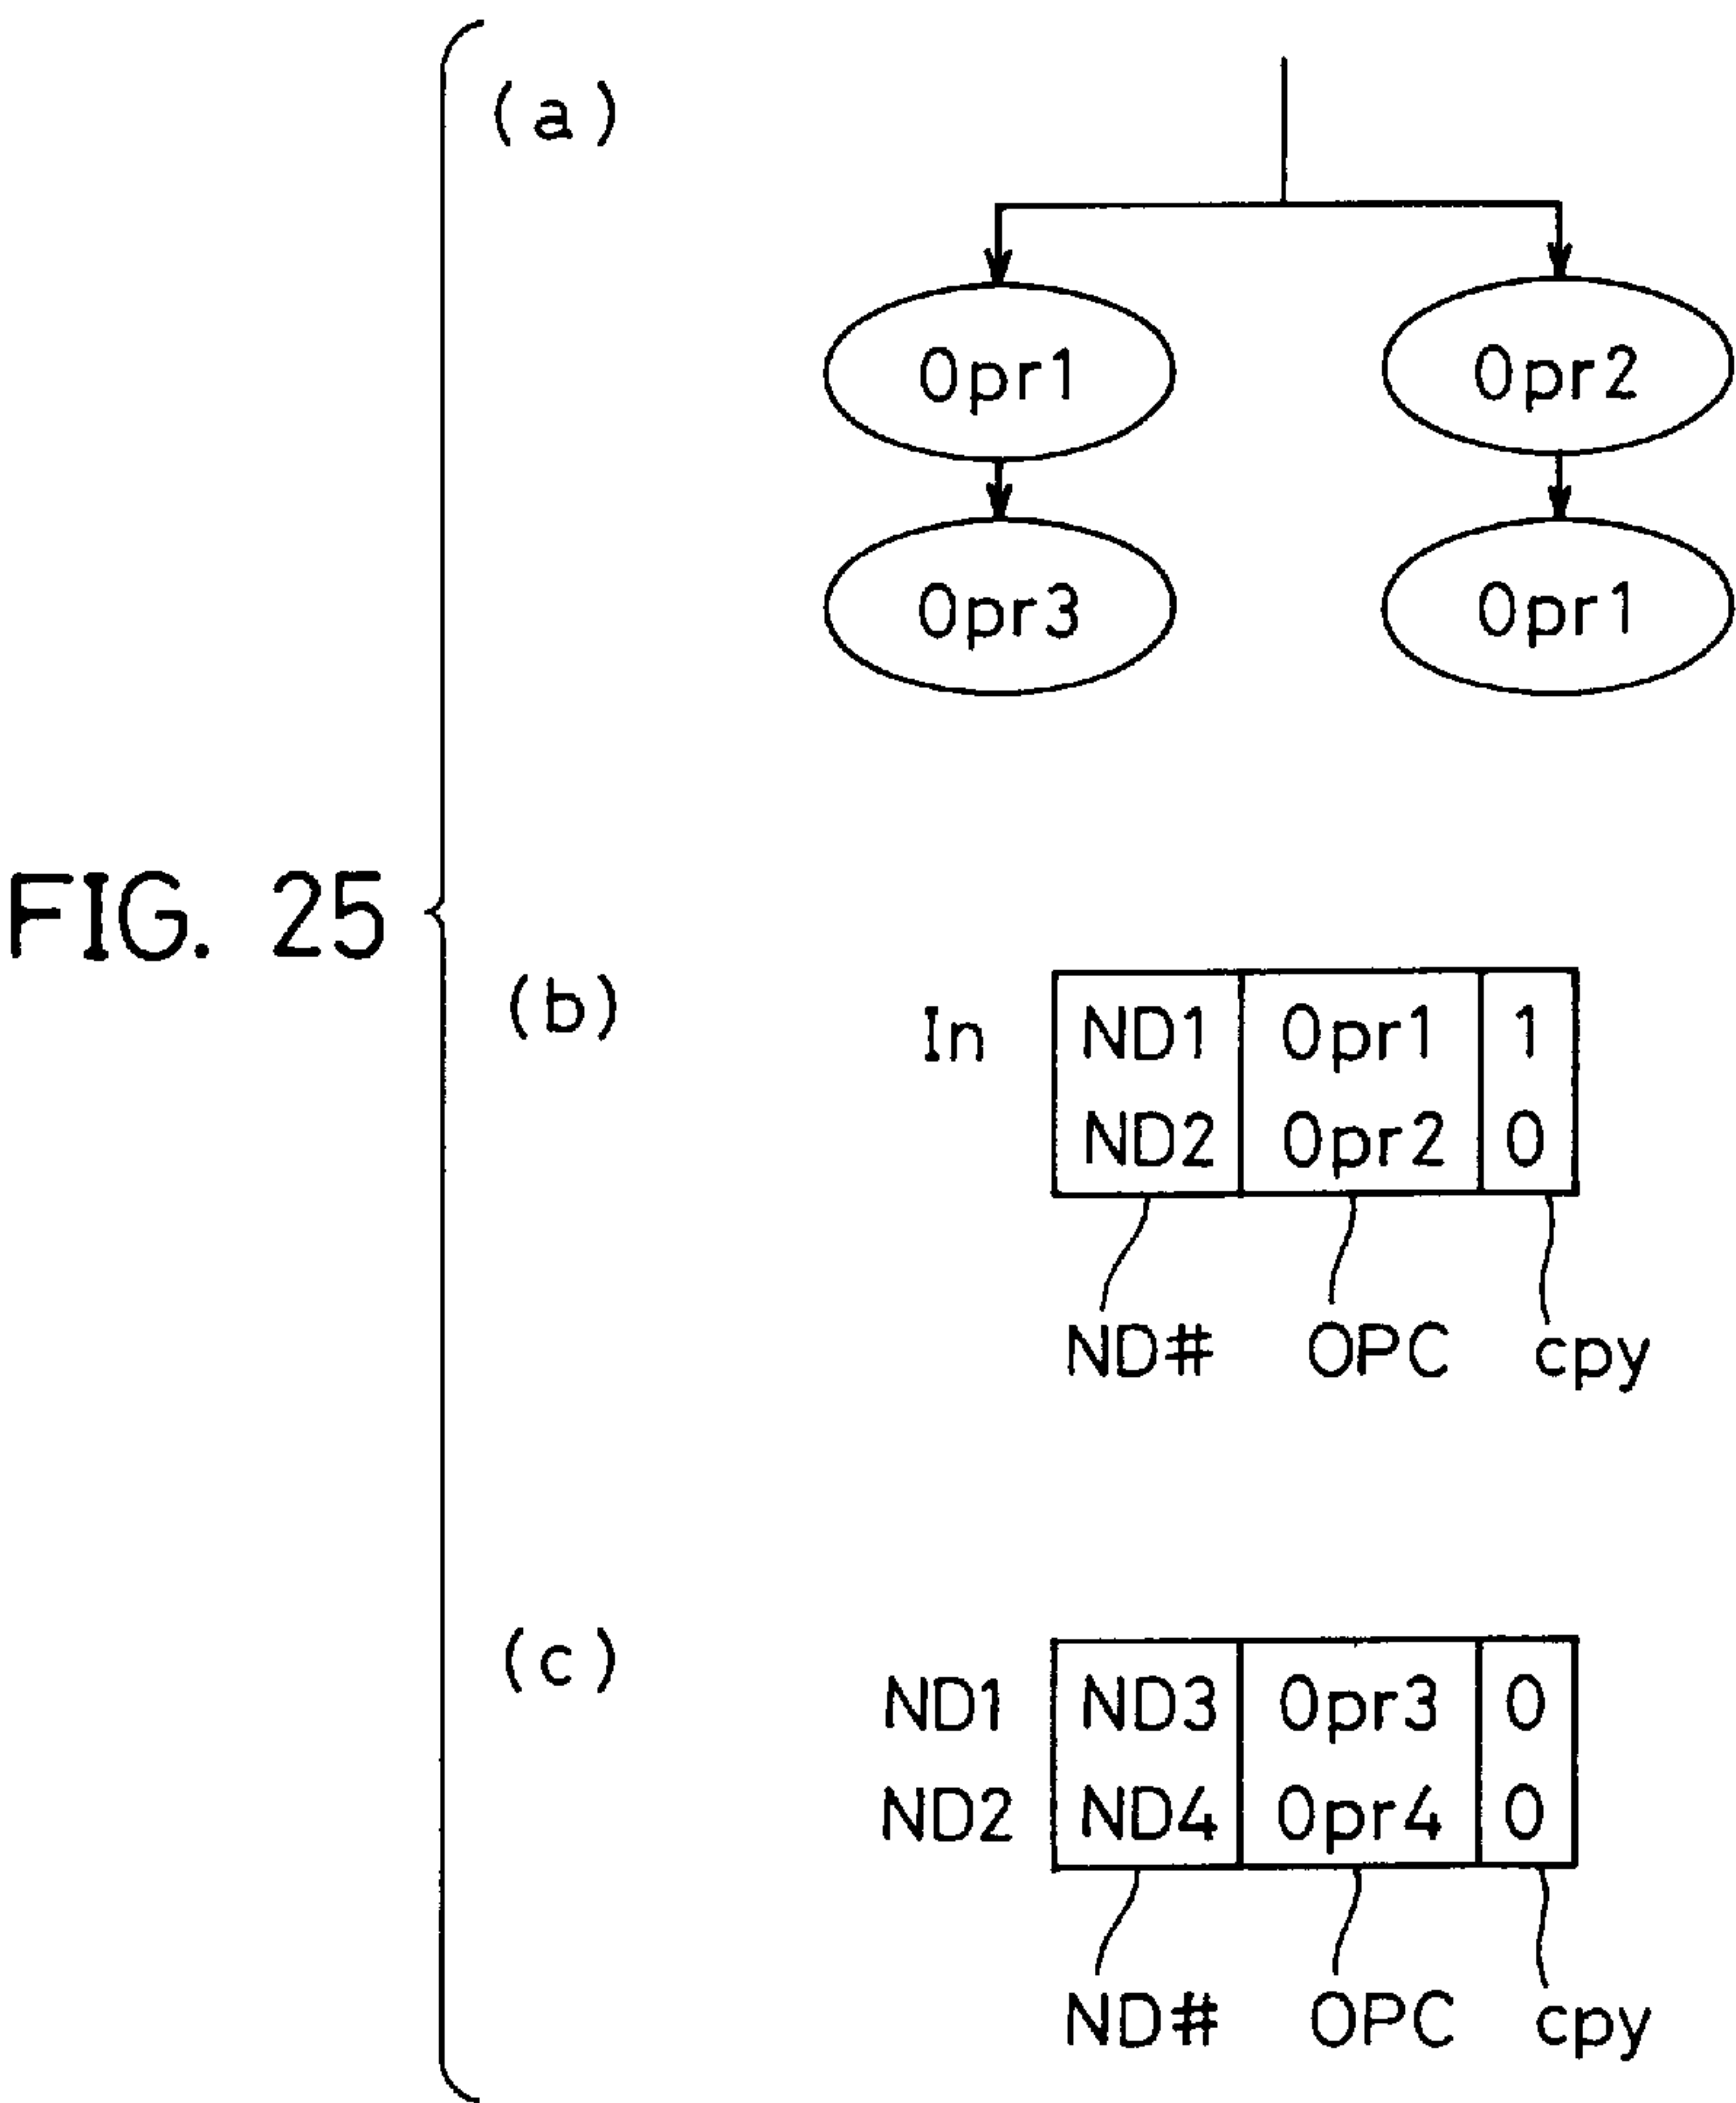 (a)
Opr1 Opr2
Opr3 Opr1
FIG. 25
(b)
In ND1 Opr1 1
ND2 Opr2 0
ND# OPC cpy
(c)
ND1 ND3 Opr3 0
ND2 ND4 Opr4 0
ND# OPC cpy